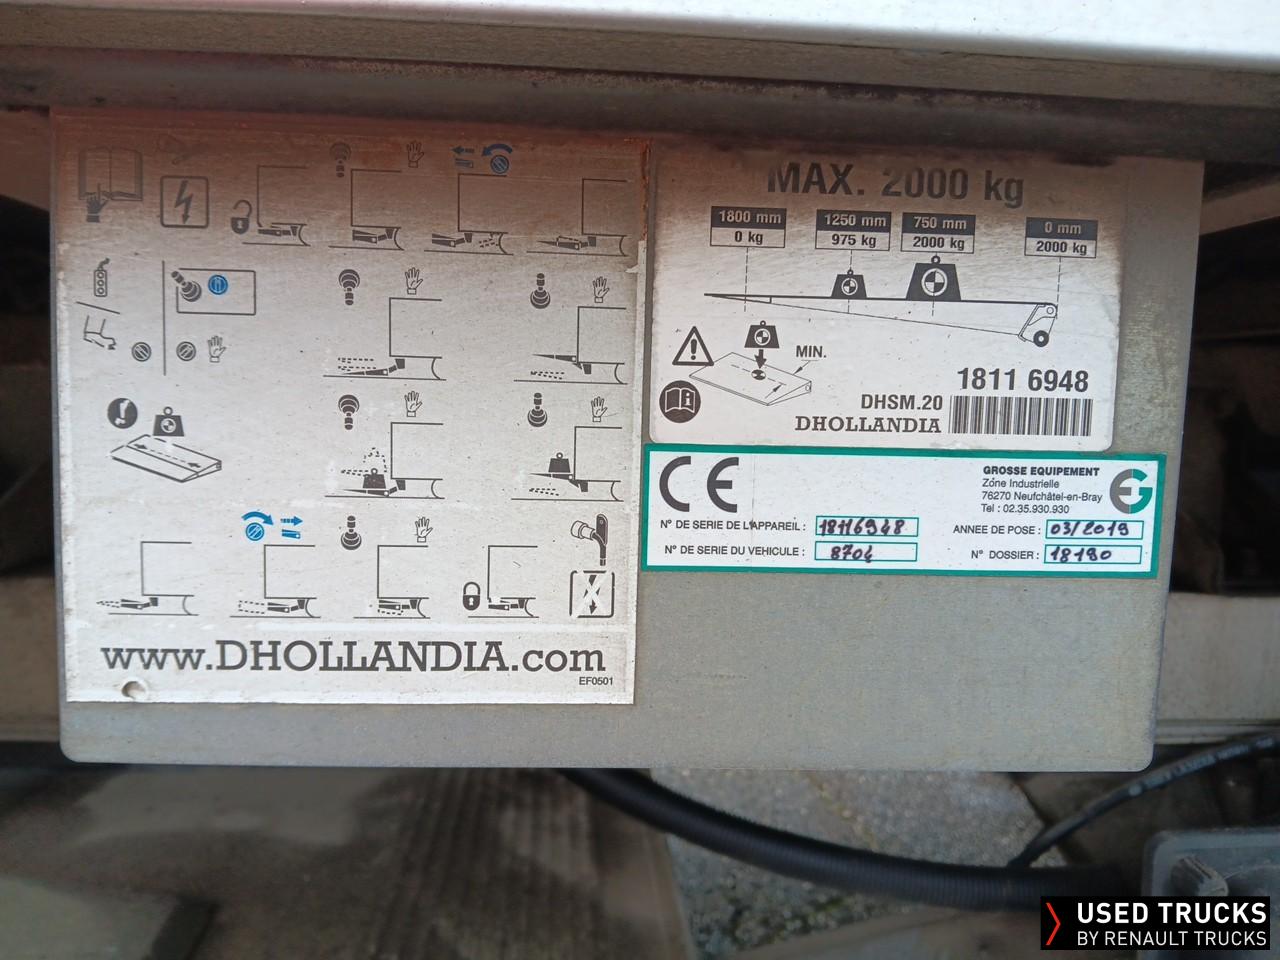 MAX. 2000 kg
1800 mm 1250 mm 750 mm 0 mm
0 kg 975 kg 2000 kg 2000 kg
MIN.
1811 6948
DHSM.20
DHOLLANDIA
www.DHOLLANDIA.com
EF0501
CE
GROSSE EQUIPEMENT
Zône Industrielle
76270 Neufchâtel-en-Bray
Tel : 02.35.930.930
EG
N° DE SERIE DE L'APPAREIL : 18116948 ANNEE DE POSE : 03/2019
N° DE SERIE DU VEHICULE : 8704 N° DOSSIER : 18190
USED TRUCKS
BY RENAULT TRUCKS